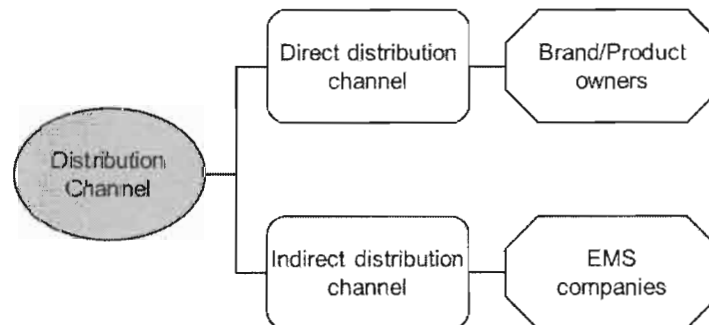 Distribution
Channel
Direct distribution
channel
Brand/Product
owners
Indirect distribution
channel
EMS
companies